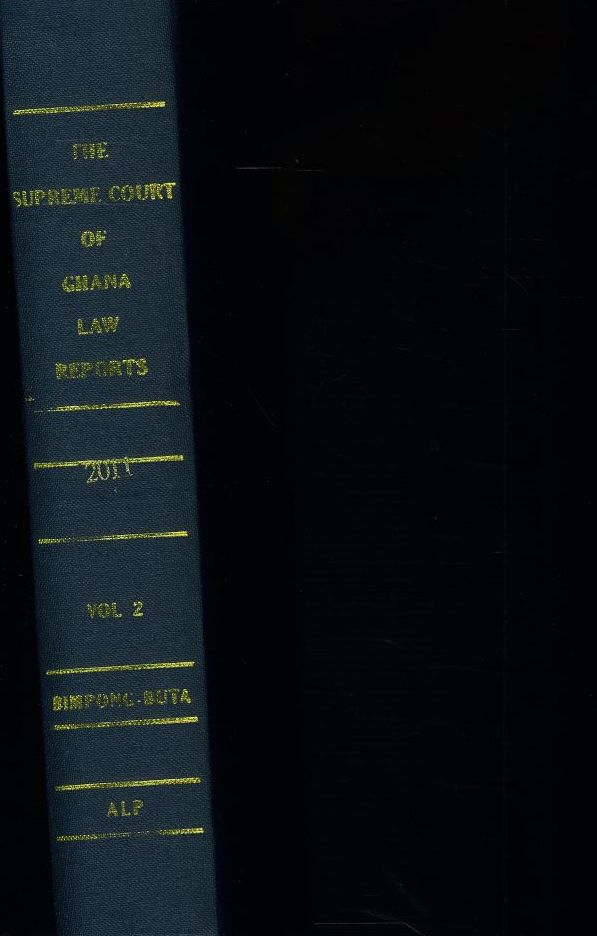 THE
SUPREME COURT
OF
GHANA
LAW
REPORTS
2011
VOL 2
BIMPONG-BUTA
ALP